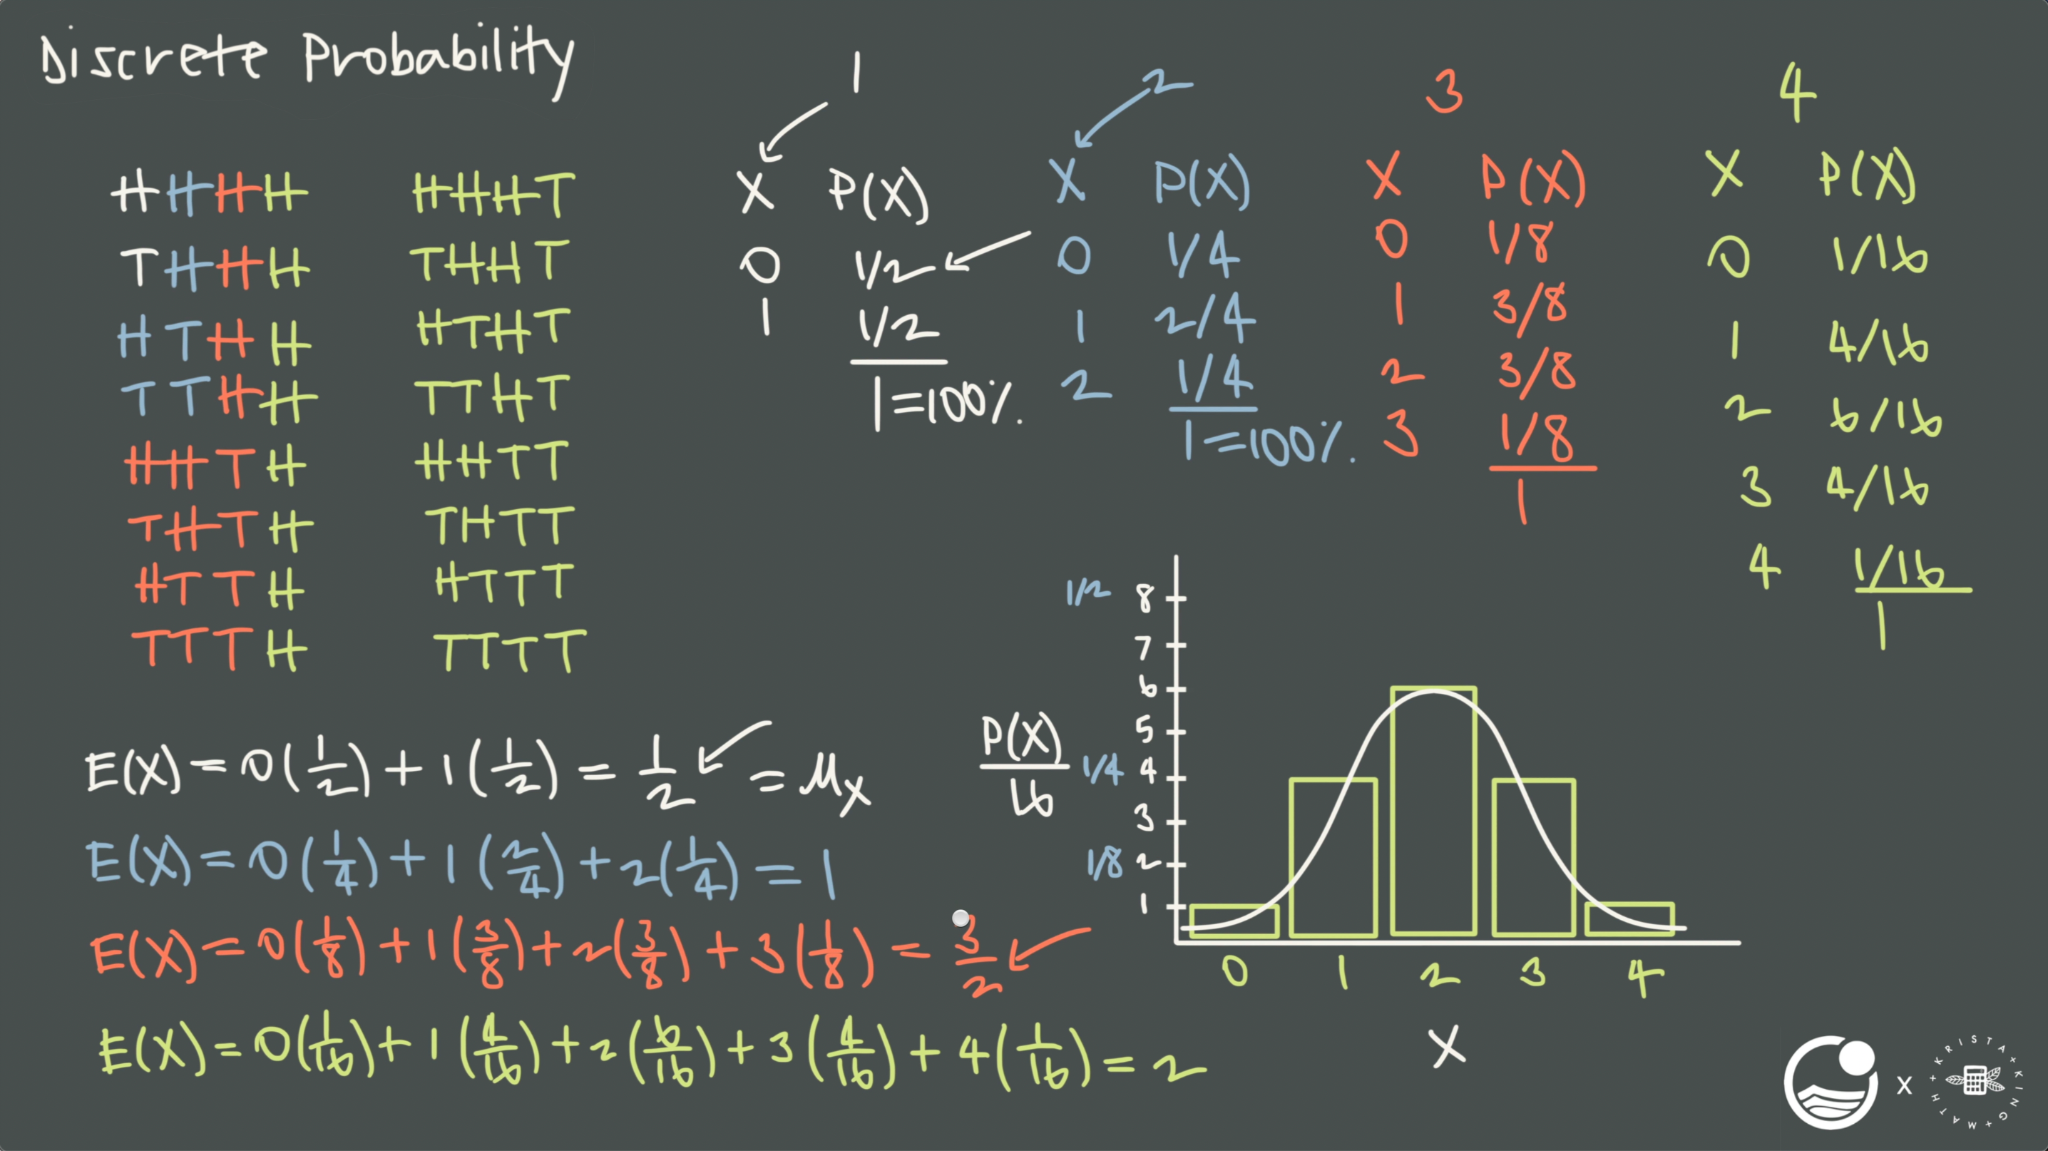 Discrete Probability
HHHH
THHH
HTHH
TTHH
HHTH
THTH
HTTH
TTTH
HHHT
THHT
HTHT
TTHT
HHTT
THTT
HTTT
TTTT
1
X P(X)
0 1/2
1 1/2
1=100%.
2
X P(X)
0 1/4
1 2/4
2 1/4
1=100%.
3
X P(X)
0 1/8
1 3/8
2 3/8
3 1/8
1
4
X P(X)
0 1/16
1 4/16
2 6/16
3 4/16
4 1/16
1
E(X) = 0(1/2) + 1(1/2) = 1/2 = μX
E(X) = 0(1/4) + 1(2/4) + 2(1/4) = 1
E(X) = 0(1/8) + 1(3/8) + 2(3/8) + 3(1/8) = 3/2
E(X) = 0(1/16) + 1(4/16) + 2(6/16) + 3(4/16) + 4(1/16) = 2
P(X)
16
1/2 8
7
6
5
1/4 4
3
1/8 2
1
0 1 2 3 4
X
X
KRISTA + KING + MATH +